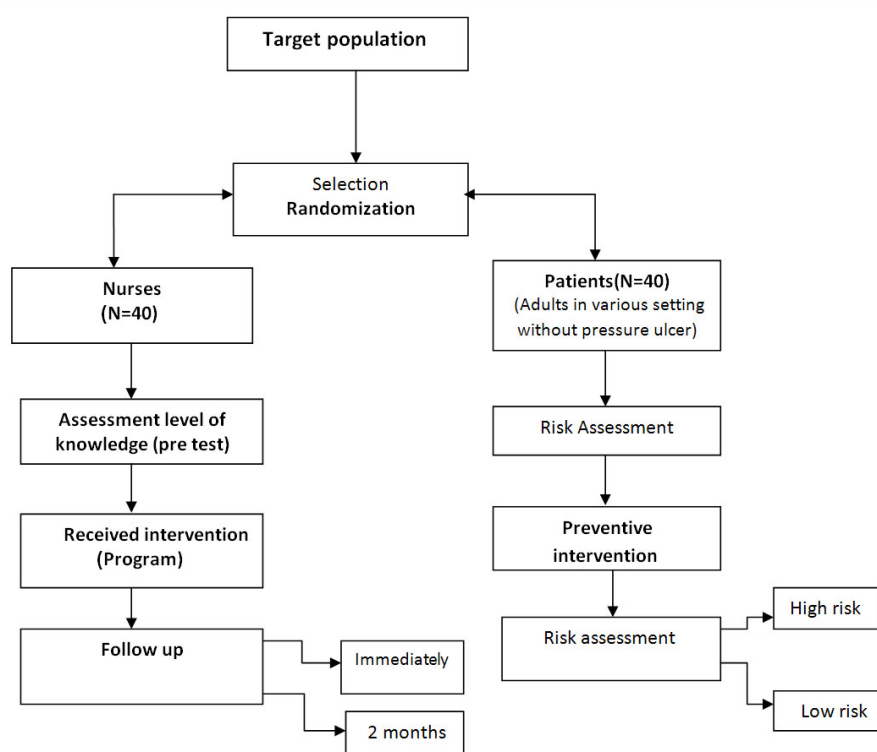 Target population
Selection
Randomization
Nurses
(N=40)
Assessment level of
knowledge (pre test)
Received intervention
(Program)
Follow up
Immediately
2 months
Patients(N=40)
(Adults in various setting
without pressure ulcer)
Risk Assessment
Preventive
intervention
Risk assessment
High risk
Low risk